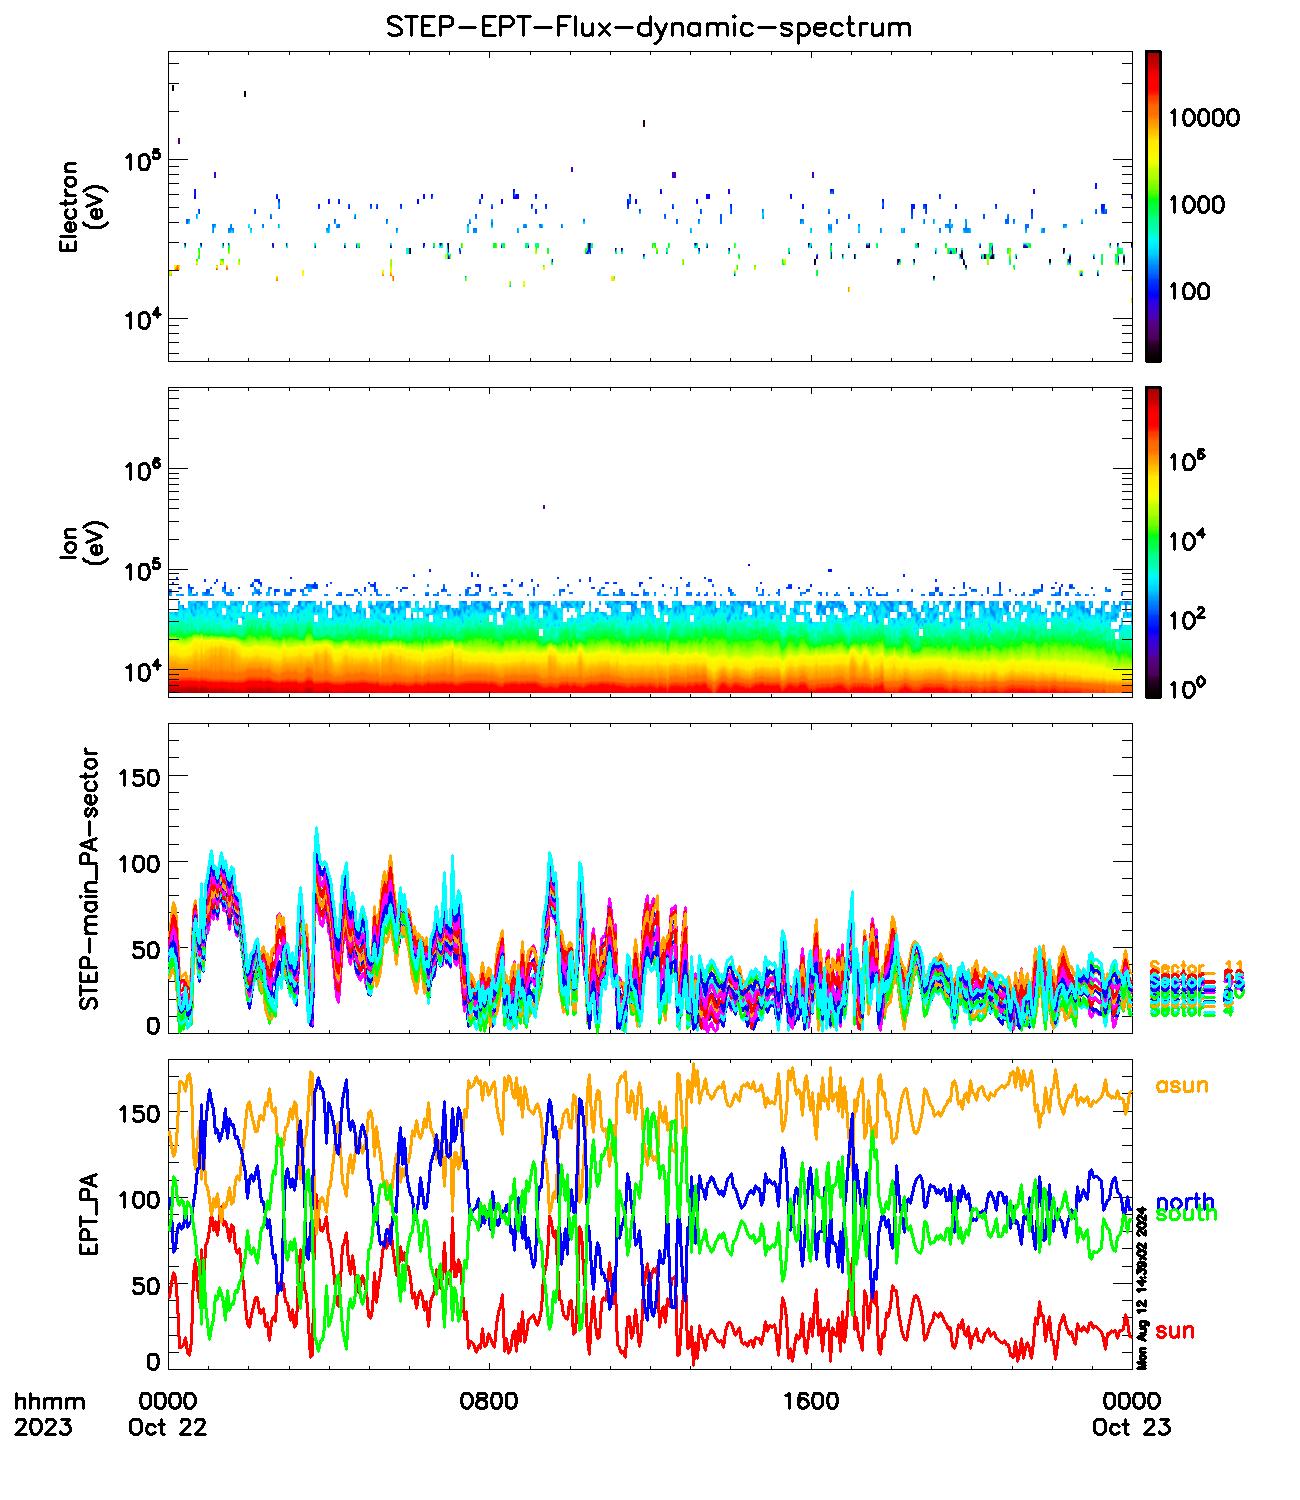 STEP-EPT-Flux-dynamic-spectrum
Electron
(eV)
10^5
10^4
10000
1000
100
Ion
(eV)
10^6
10^5
10^4
10^6
10^4
10^2
10^0
STEP-main_PA-sector
150
100
50
0
Sector 11
EPT_PA
150
100
50
0
asun
north
south
sun
Mon Aug 12 14:39:02 2024
hhmm
2023
0000
Oct 22
0800
1600
0000
Oct 23